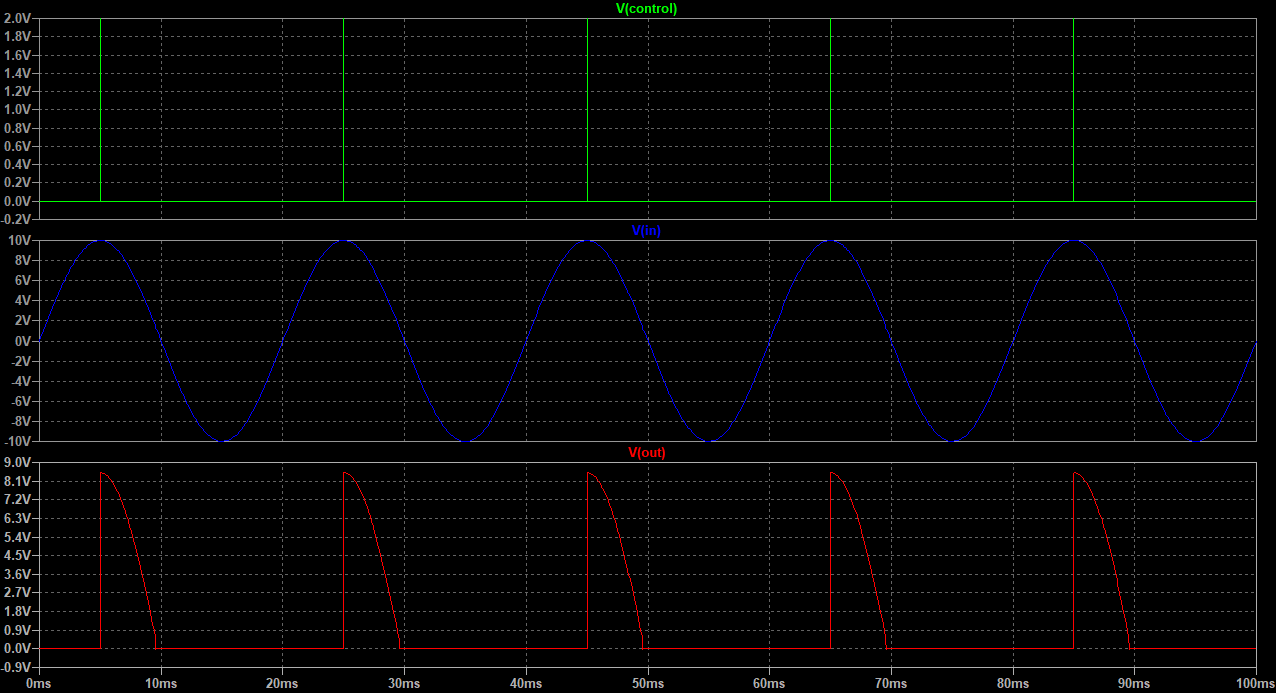 V(control)
2.0V
1.8V
1.6V
1.4V
1.2V
1.0V
0.8V
0.6V
0.4V
0.2V
0.0V
-0.2V
V(in)
10V
8V
6V
4V
2V
0V
-2V
-4V
-6V
-8V
-10V
V(out)
9.0V
8.1V
7.2V
6.3V
5.4V
4.5V
3.6V
2.7V
1.8V
0.9V
0.0V
-0.9V
0ms 10ms 20ms 30ms 40ms 50ms 60ms 70ms 80ms 90ms 100ms